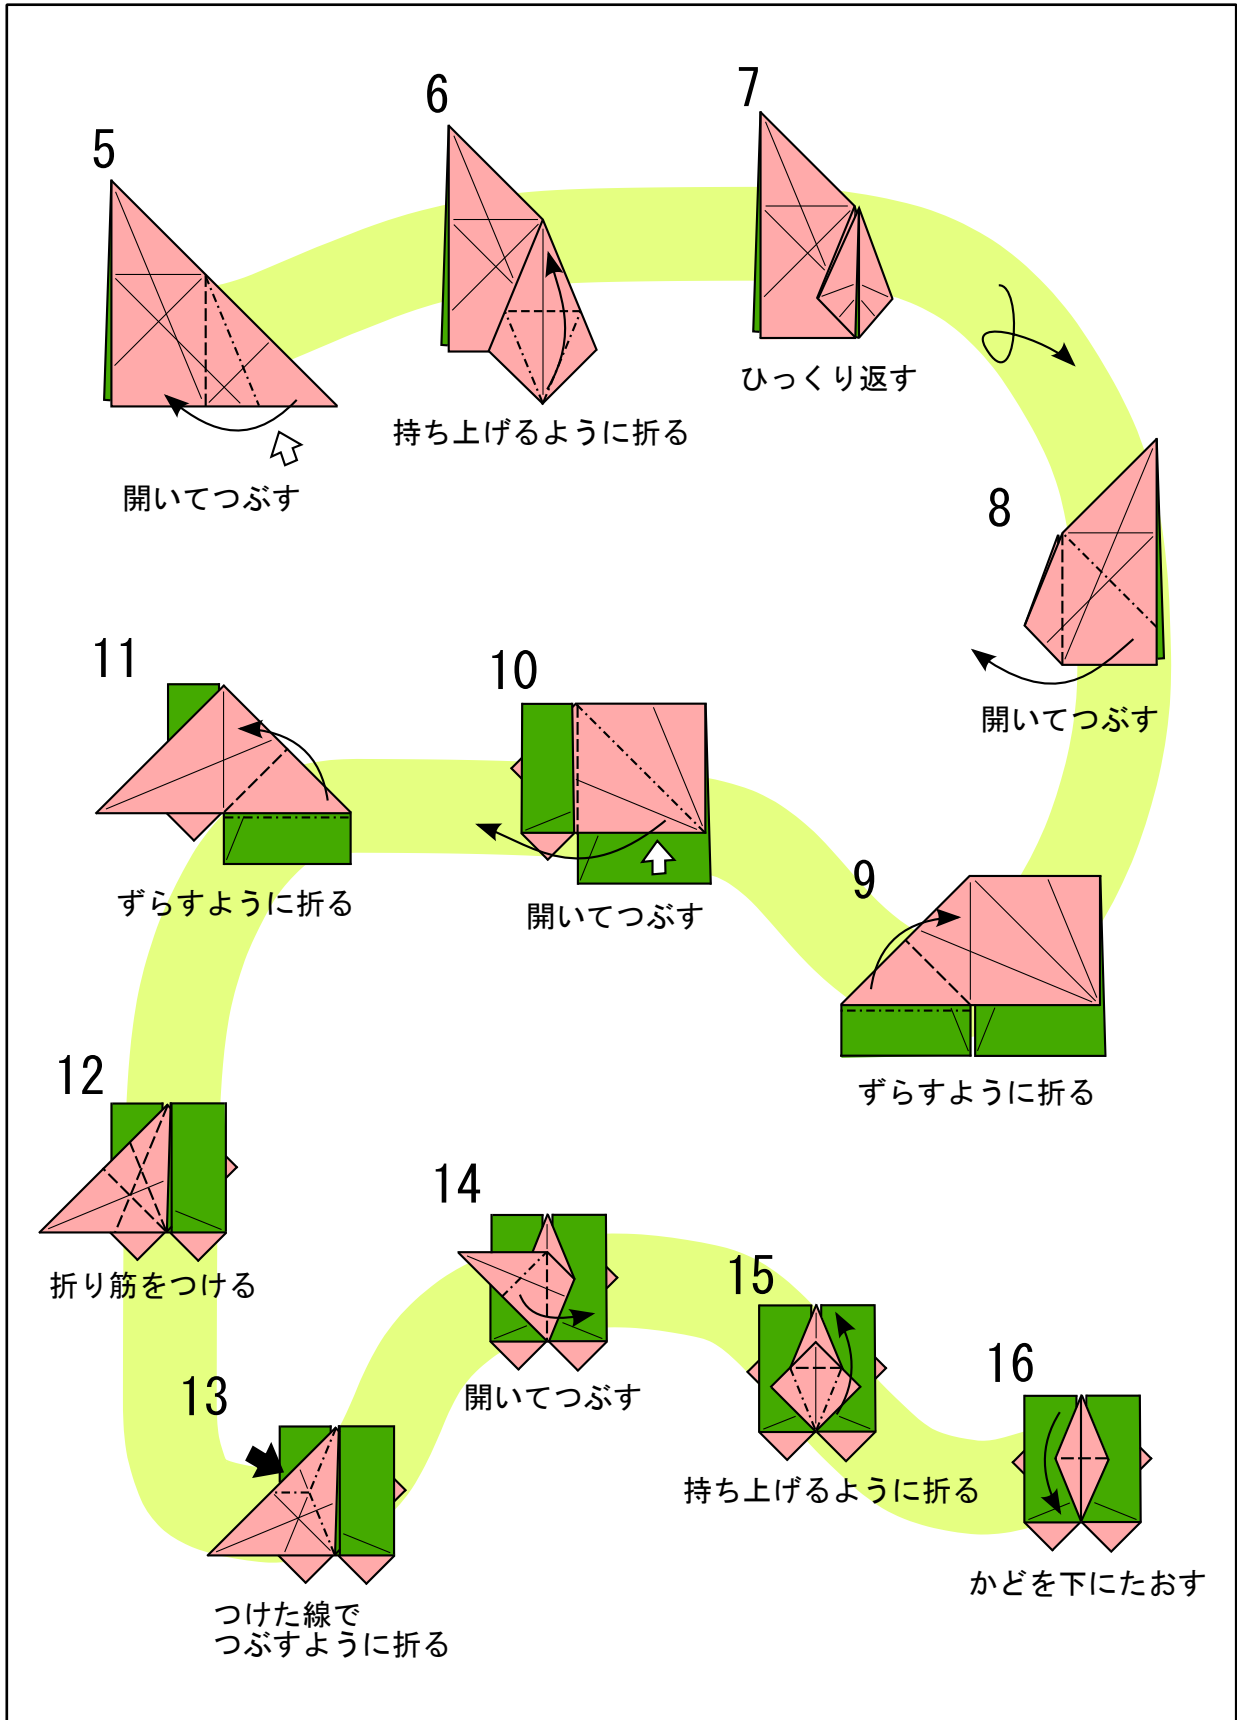 5
開いてつぶす
6
持ち上げるように折る
7
ひっくり返す
8
開いてつぶす
9
ずらすように折る
10
開いてつぶす
11
ずらすように折る
12
折り筋をつける
13
つけた線で
つぶすように折る
14
開いてつぶす
15
持ち上げるように折る
16
かどを下にたおす